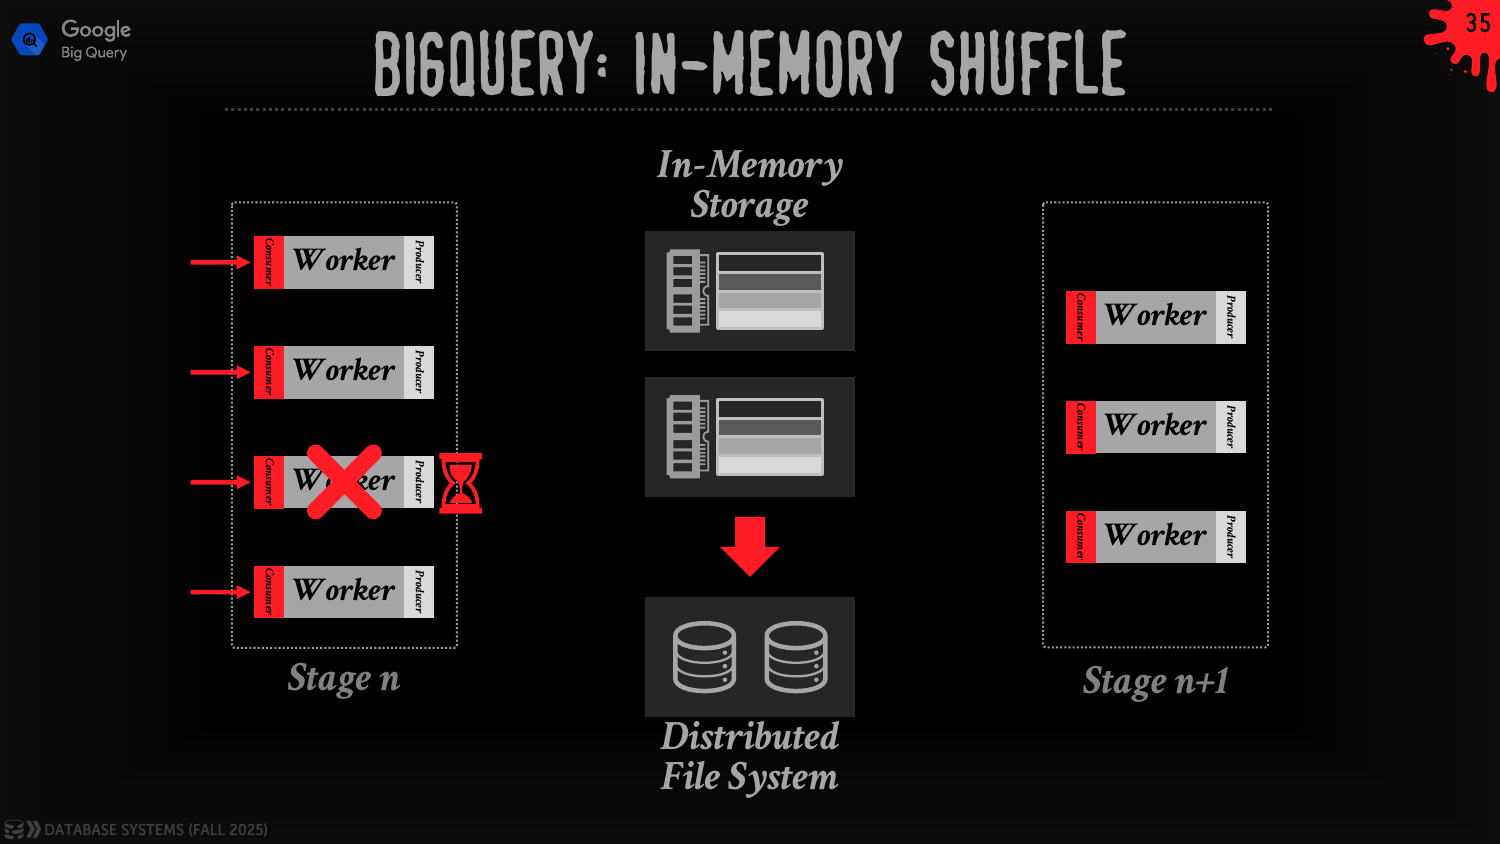 Google
Big Query
BIGQUERY: IN-MEMORY SHUFFLE
35
In-Memory
Storage
Consumer Worker Producer
Consumer Worker Producer
Consumer Worker Producer
Consumer Worker Producer
Stage n
Consumer Worker Producer
Consumer Worker Producer
Consumer Worker Producer
Stage n+1
Distributed
File System
DATABASE SYSTEMS (FALL 2025)